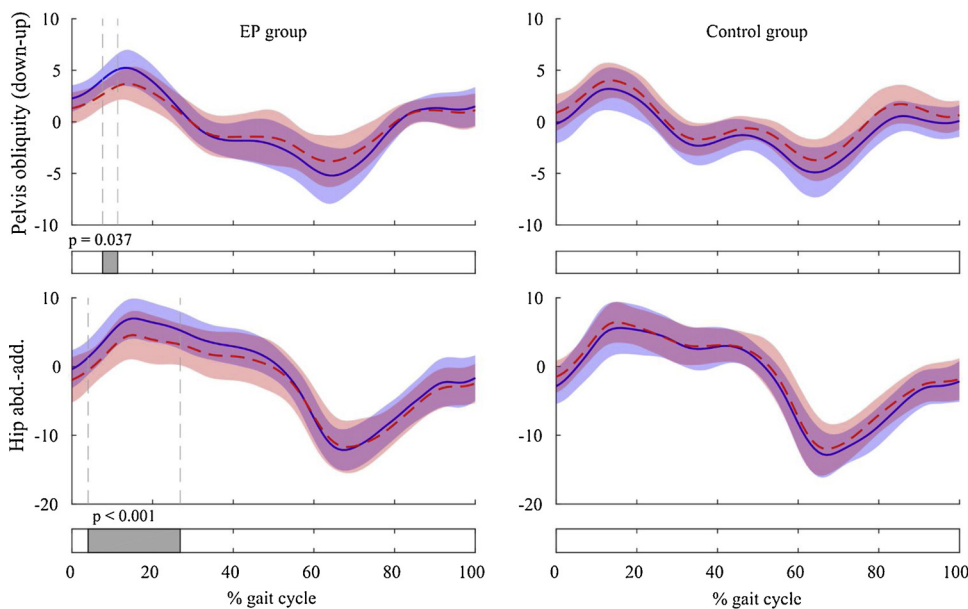 EP group
Control group
Pelvis obliquity (down-up)
10
5
0
-5
-10
10
5
0
-5
-10
p = 0.037
Hip abd.-add.
10
0
-10
-20
10
0
-10
-20
p < 0.001
0 20 40 60 80 100
0 20 40 60 80 100
% gait cycle
% gait cycle